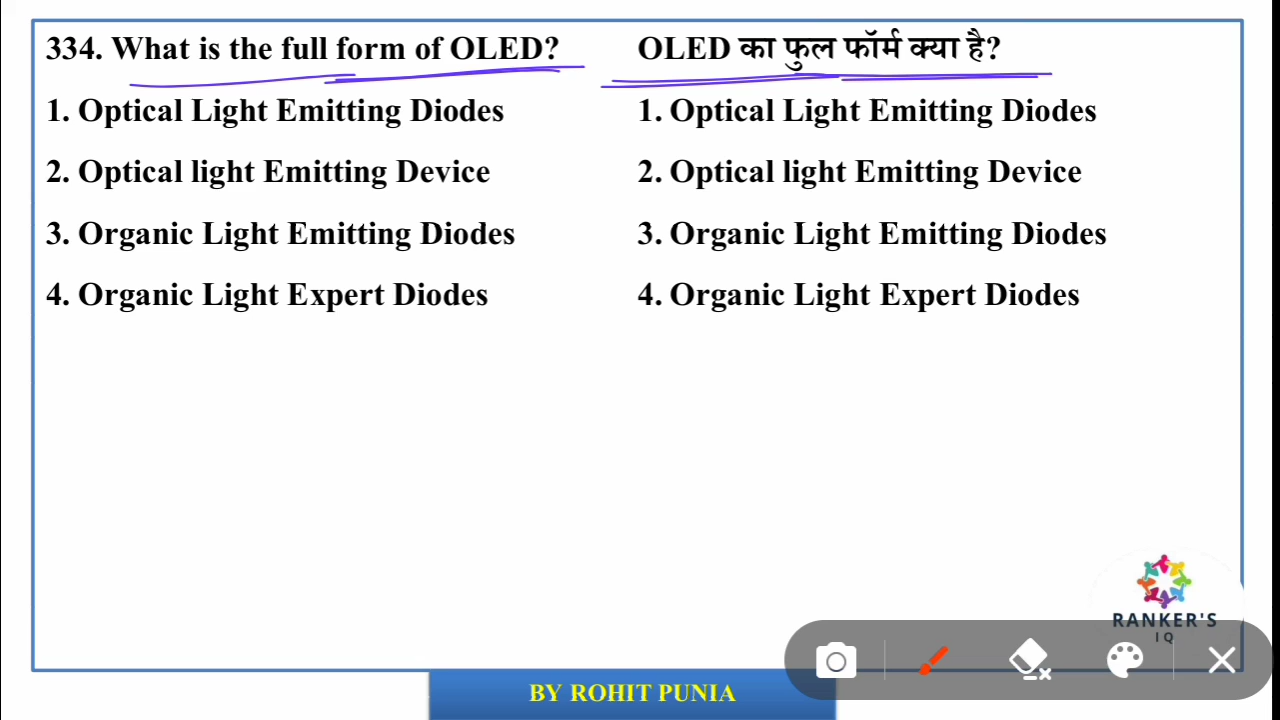 334. What is the full form of OLED? OLED का फुल फॉर्म क्या है?
1. Optical Light Emitting Diodes 1. Optical Light Emitting Diodes
2. Optical light Emitting Device 2. Optical light Emitting Device
3. Organic Light Emitting Diodes 3. Organic Light Emitting Diodes
4. Organic Light Expert Diodes 4. Organic Light Expert Diodes
RANKER'S
IQ
BY ROHIT PUNIA